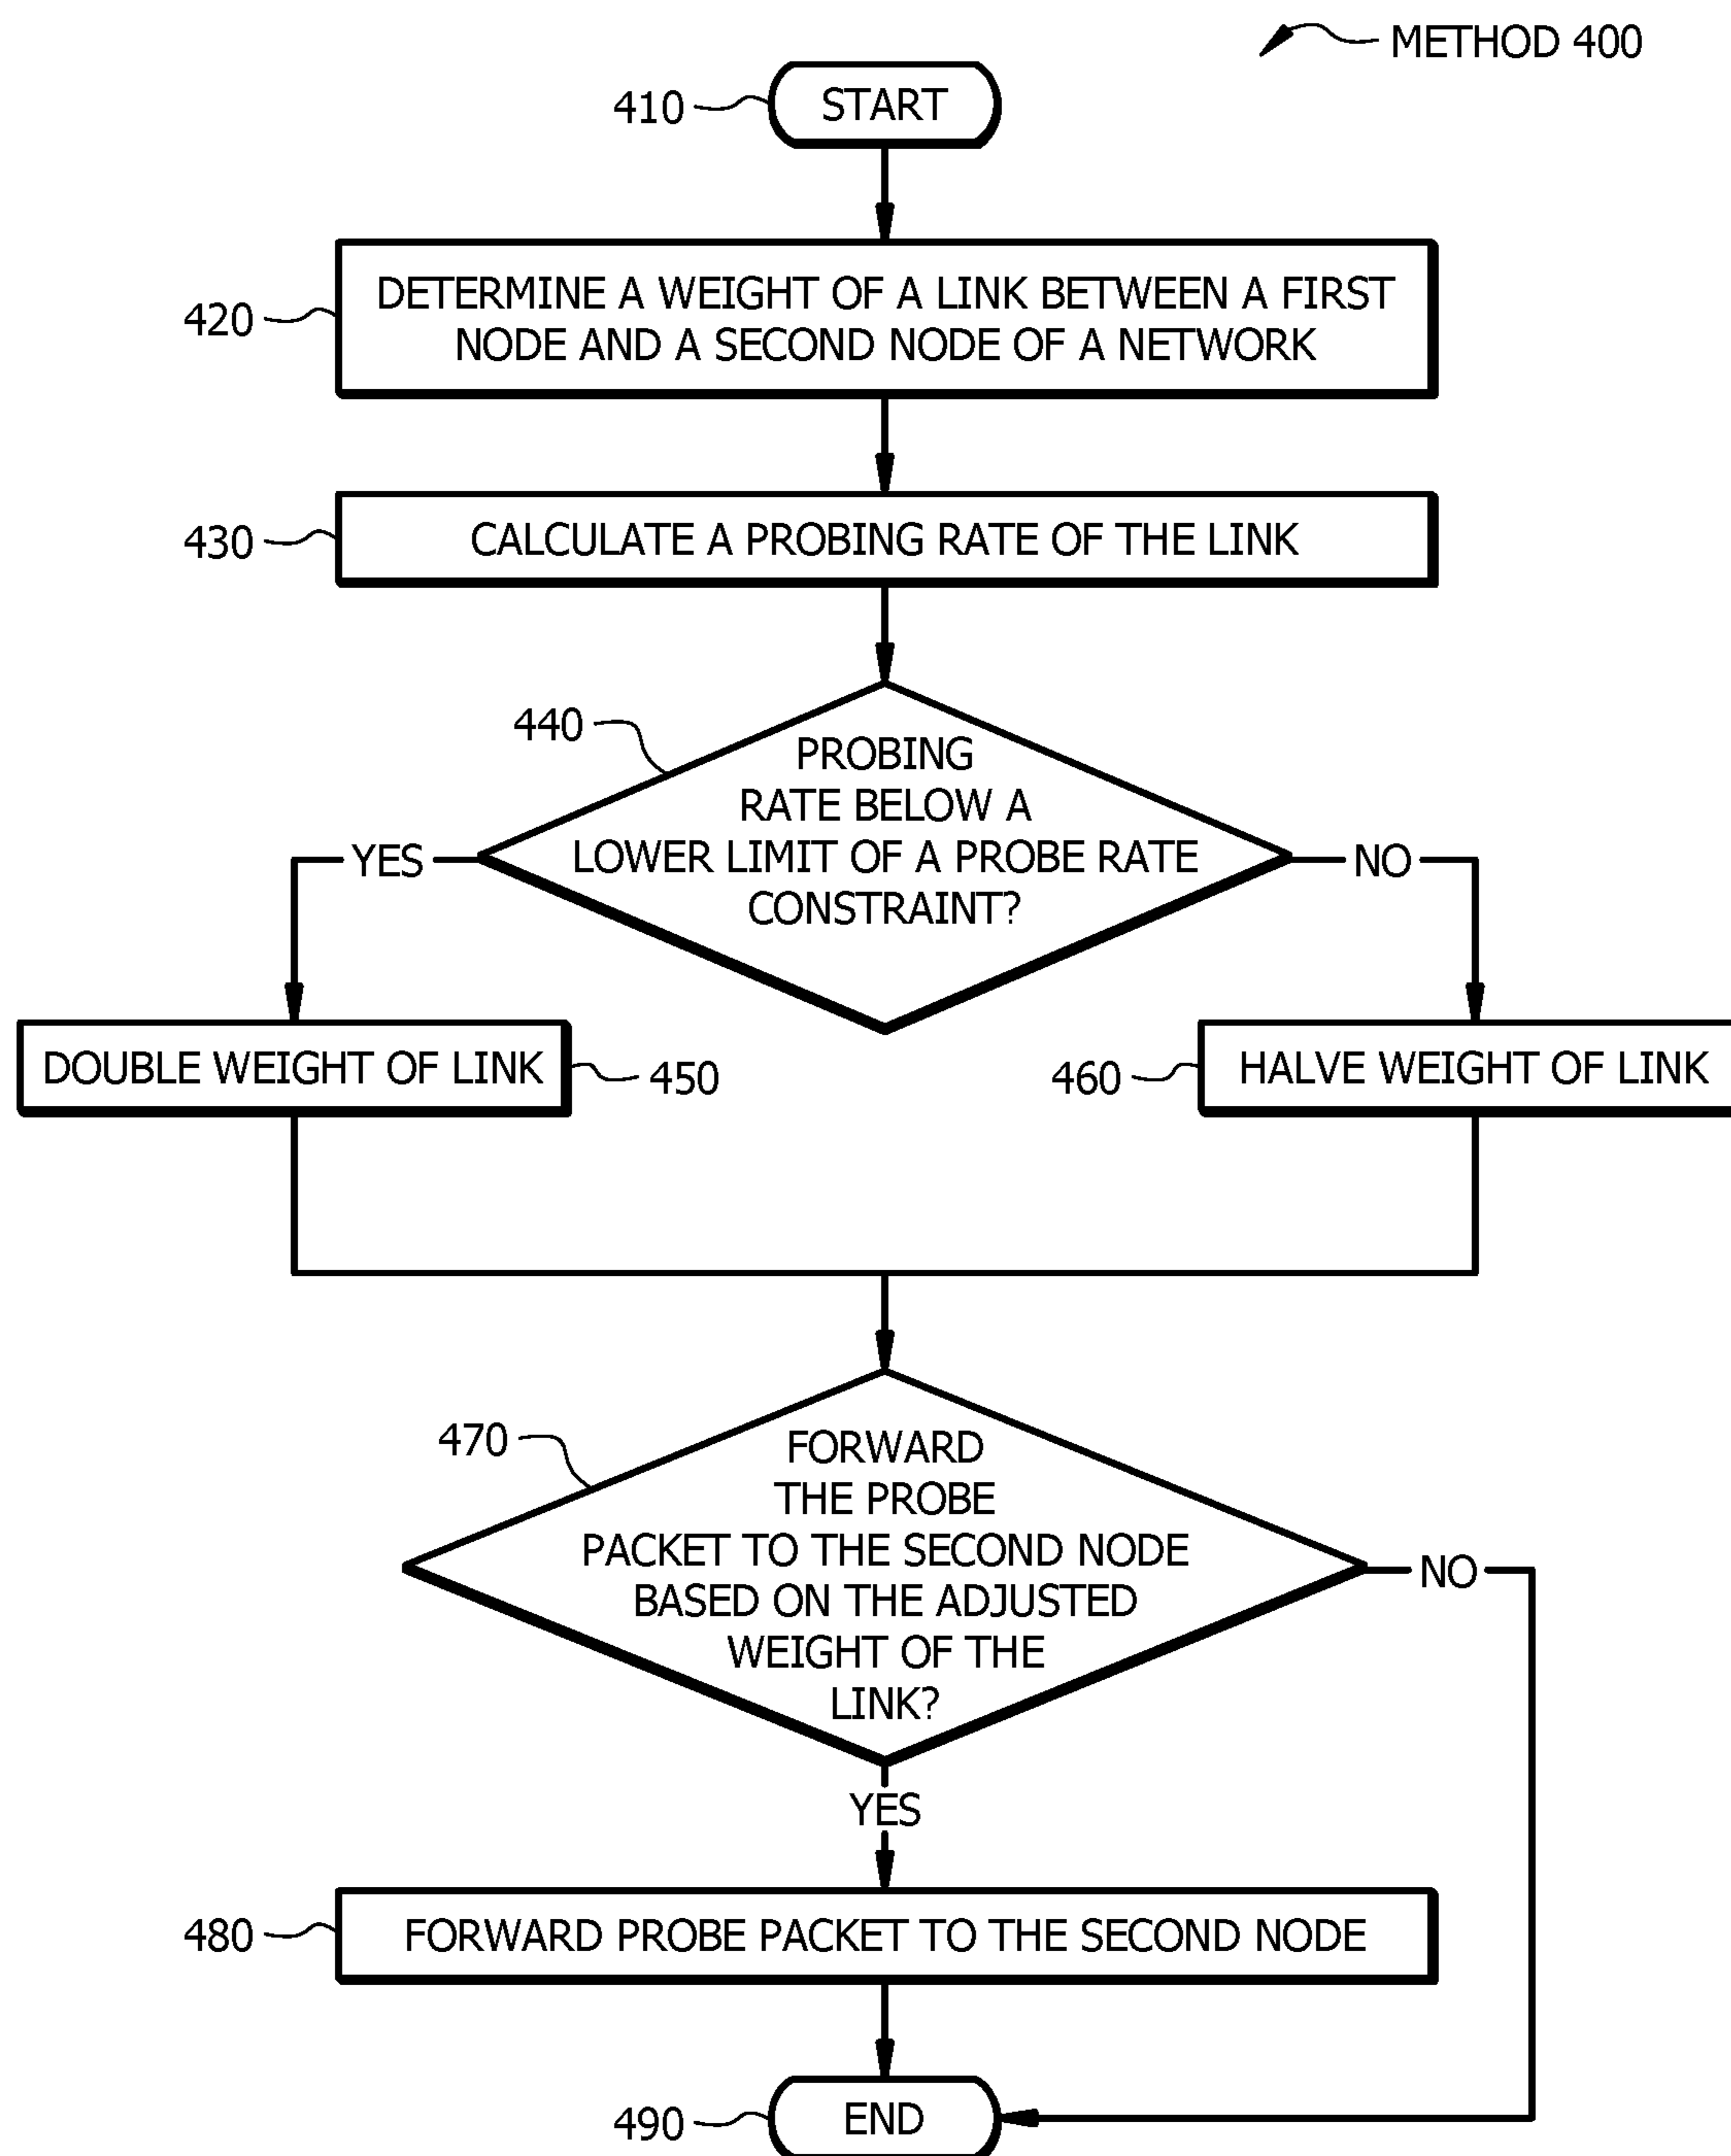 METHOD 400
410
START
420
DETERMINE A WEIGHT OF A LINK BETWEEN A FIRST
NODE AND A SECOND NODE OF A NETWORK
430
CALCULATE A PROBING RATE OF THE LINK
440
PROBING
RATE BELOW A
LOWER LIMIT OF A PROBE RATE
CONSTRAINT?
YES
NO
DOUBLE WEIGHT OF LINK
450
460
HALVE WEIGHT OF LINK
470
FORWARD
THE PROBE
PACKET TO THE SECOND NODE
BASED ON THE ADJUSTED
WEIGHT OF THE
LINK?
NO
YES
480
FORWARD PROBE PACKET TO THE SECOND NODE
490
END